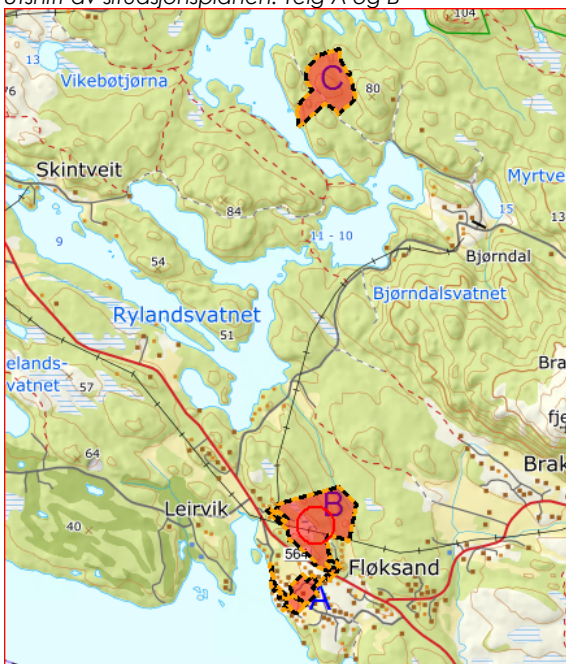 Utsnitt av situasjonsplanen. Teig A og B
104
13
Vikebøtjørna
76
C
80
Skintveit
Myrtve
84
15
13
9
11 - 10
54
Bjørndal
Bjørndalsvatnet
Rylandsvatnet
51
elands-
vatnet
57
Bra
fje
64
Brak
Leirvik
B
40
564
Fløksand
A